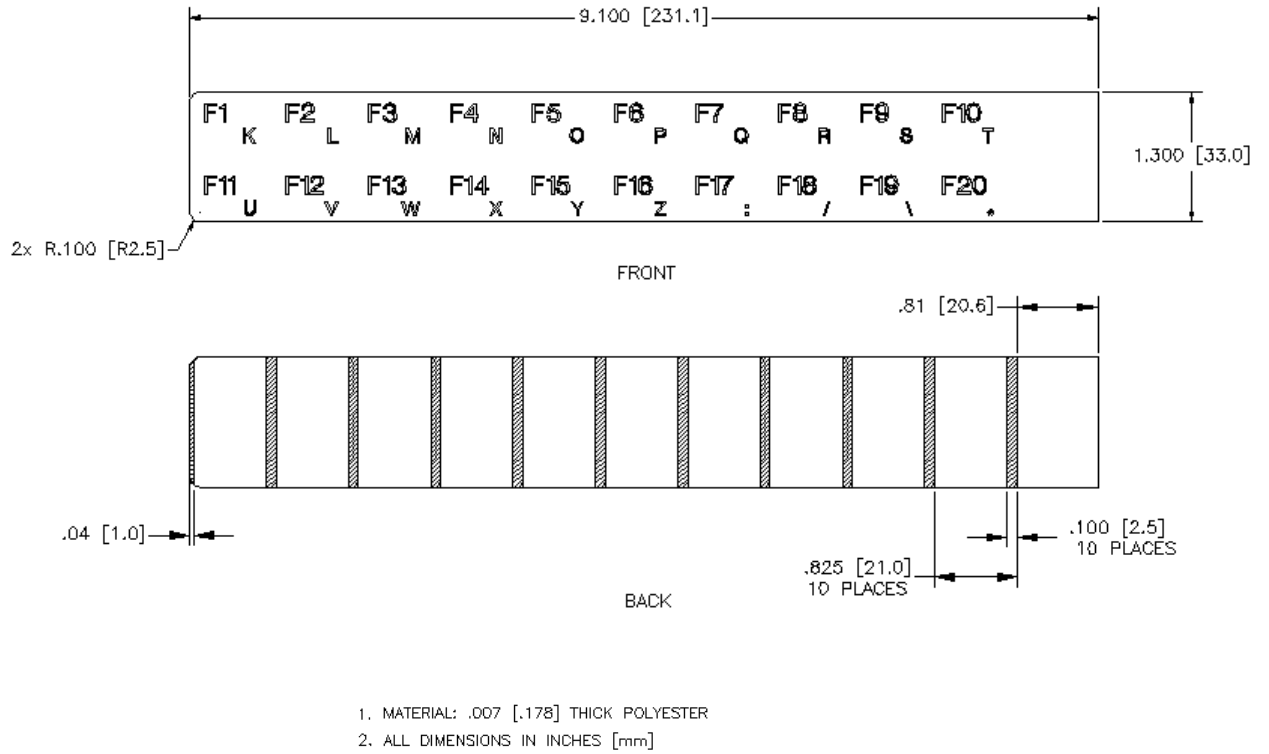 9.100 [231.1]
F1 F2 F3 F4 F5 F6 F7 F8 F9 F10
K L M N O P Q R S T
1.300 [33.0]
F11 F12 F13 F14 F15 F16 F17 F18 F19 F20
U V W X Y Z : / \ *
2x R.100 [R2.5]
FRONT
.81 [20.6]
.04 [1.0]
.100 [2.5]
10 PLACES
.825 [21.0]
10 PLACES
BACK
1. MATERIAL: .007 [.178] THICK POLYESTER
2. ALL DIMENSIONS IN INCHES [mm]